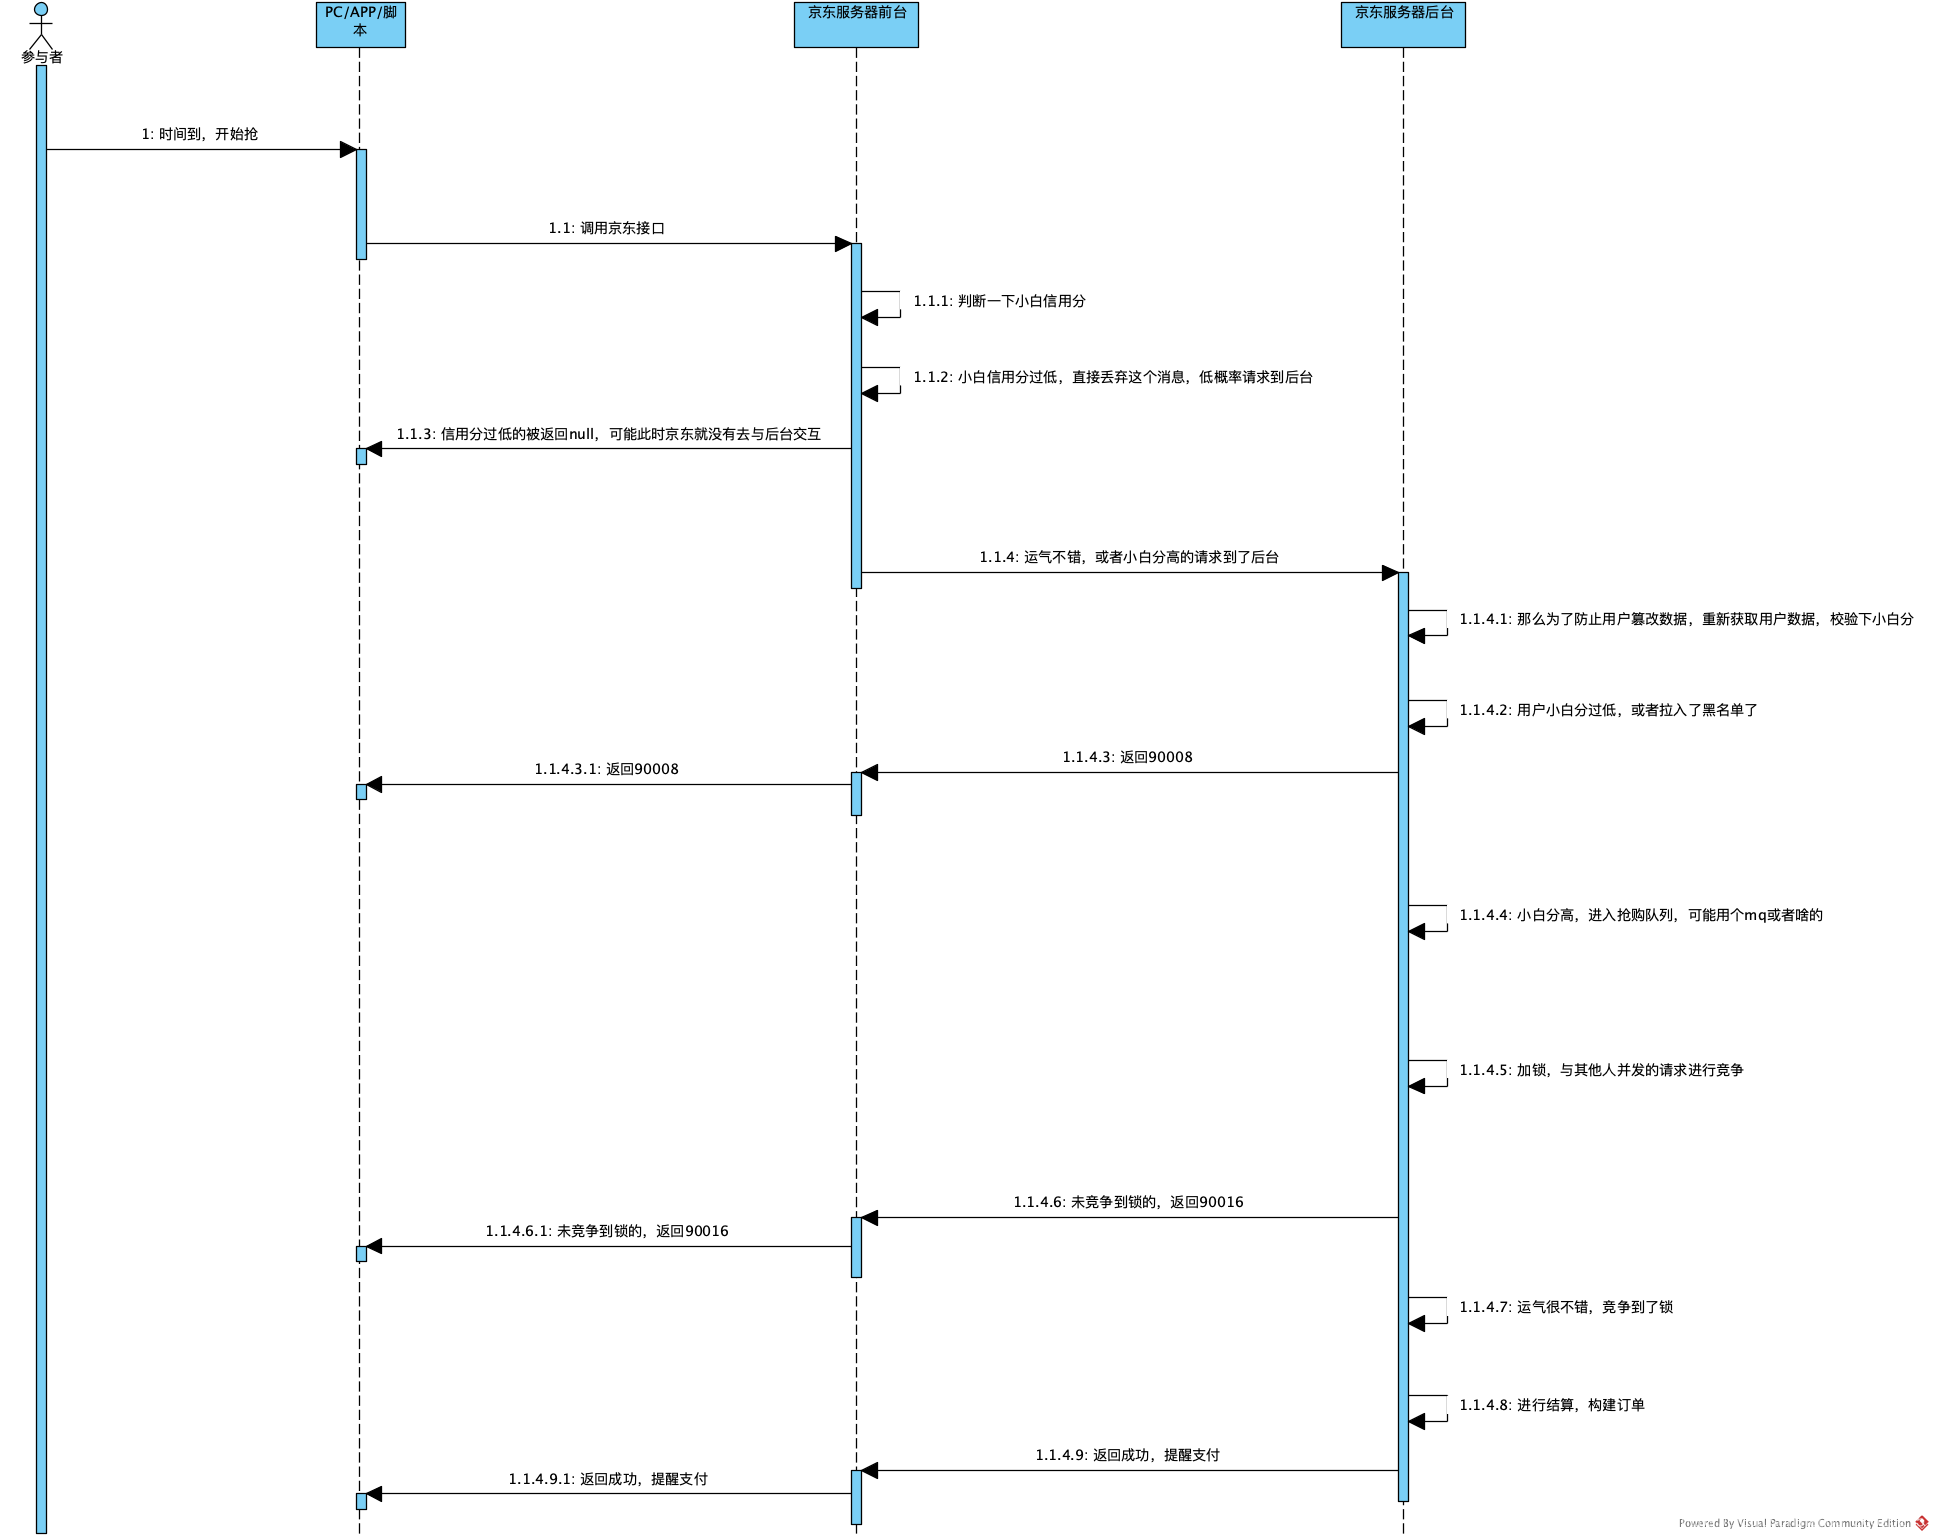 参与者
PC/APP/脚
本
京东服务器前台
京东服务器后台
1: 时间到，开始抢
1.1: 调用京东接口
1.1.1: 判断一下小白信用分
1.1.2: 小白信用分过低，直接丢弃这个消息，低概率请求到后台
1.1.3: 信用分过低的被返回null，可能此时京东就没有去与后台交互
1.1.4: 运气不错，或者小白分高的请求到了后台
1.1.4.1: 那么为了防止用户篡改数据，重新获取用户数据，校验下小白分
1.1.4.2: 用户小白分过低，或者拉入了黑名单了
1.1.4.3: 返回90008
1.1.4.3.1: 返回90008
1.1.4.4: 小白分高，进入抢购队列，可能用个mq或者啥的
1.1.4.5: 加锁，与其他人并发的请求进行竞争
1.1.4.6: 未竞争到锁的，返回90016
1.1.4.6.1: 未竞争到锁的，返回90016
1.1.4.7: 运气很不错，竞争到了锁
1.1.4.8: 进行结算，构建订单
1.1.4.9: 返回成功，提醒支付
1.1.4.9.1: 返回成功，提醒支付
Powered By Visual Paradigm Community Edition